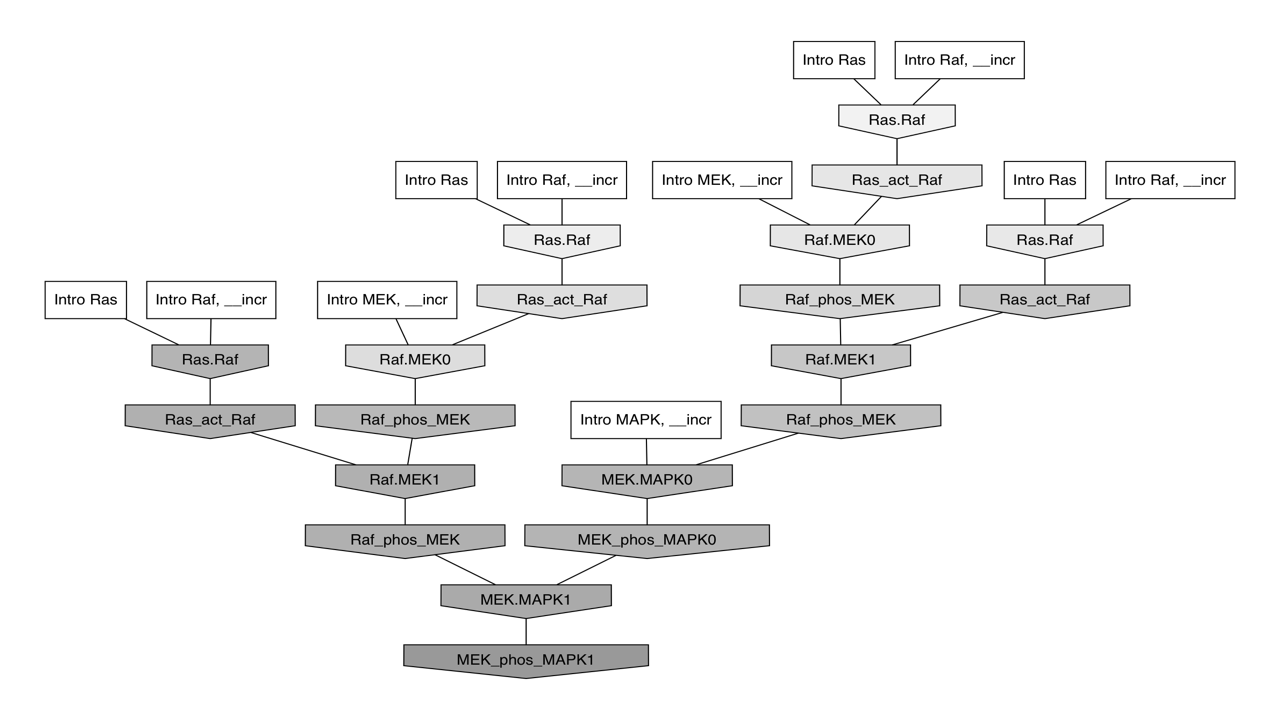 Intro Ras
Intro Raf, __incr
Ras.Raf
Intro Ras
Intro Raf, __incr
Intro MEK, __incr
Ras_act_Raf
Intro Ras
Intro Raf, __incr
Ras.Raf
Raf.MEK0
Ras.Raf
Intro Ras
Intro Raf, __incr
Intro MEK, __incr
Ras_act_Raf
Raf_phos_MEK
Ras_act_Raf
Ras.Raf
Raf.MEK0
Raf.MEK1
Ras_act_Raf
Raf_phos_MEK
Intro MAPK, __incr
Raf_phos_MEK
Raf.MEK1
MEK.MAPK0
Raf_phos_MEK
MEK_phos_MAPK0
MEK.MAPK1
MEK_phos_MAPK1